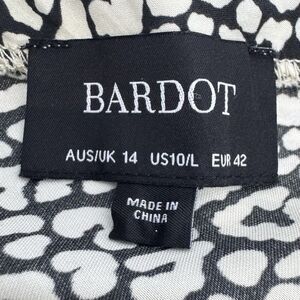 BARDOT
AUS/UK 14 US10/L EUR 42
MADE IN
CHINA